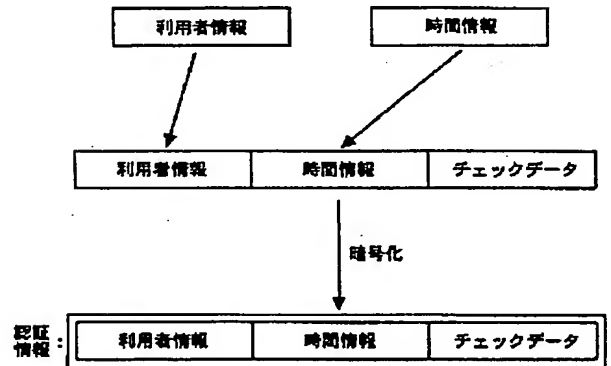 利用者情報 時間情報
利用者情報 時間情報 チェックデータ
暗号化
認証情報: 利用者情報 時間情報 チェックデータ